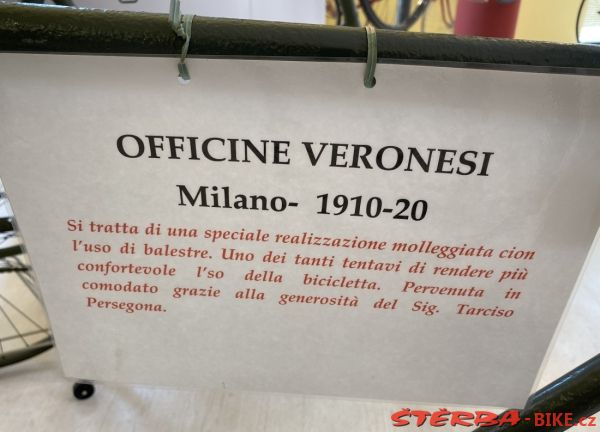 OFFICINE VERONESI
Milano- 1910-20
Si tratta di una speciale realizzazione molleggiata cion
l'uso di balestre. Uno dei tanti tentavi di rendere più
confortevole l'so della bicicletta. Pervenuta in
comodato grazie alla generosità del Sig. Tarciso
Persegona.
ŠTĚRBA-BIKE.cz